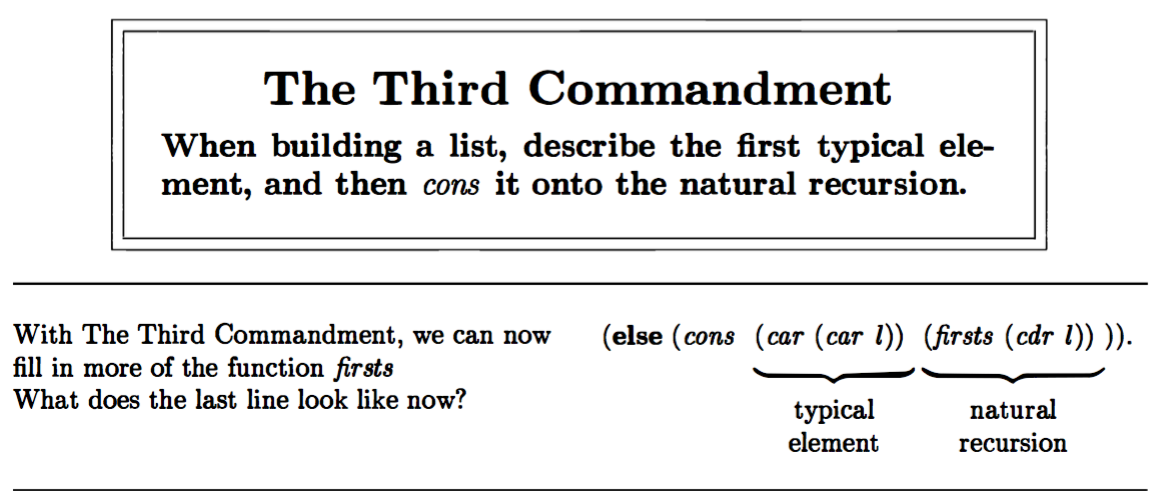 The Third Commandment
When building a list, describe the first typical ele-
ment, and then cons it onto the natural recursion.
With The Third Commandment, we can now
fill in more of the function firsts
What does the last line look like now?
(else (cons (car (car l)) (firsts (cdr l)) )).
typical
element
natural
recursion